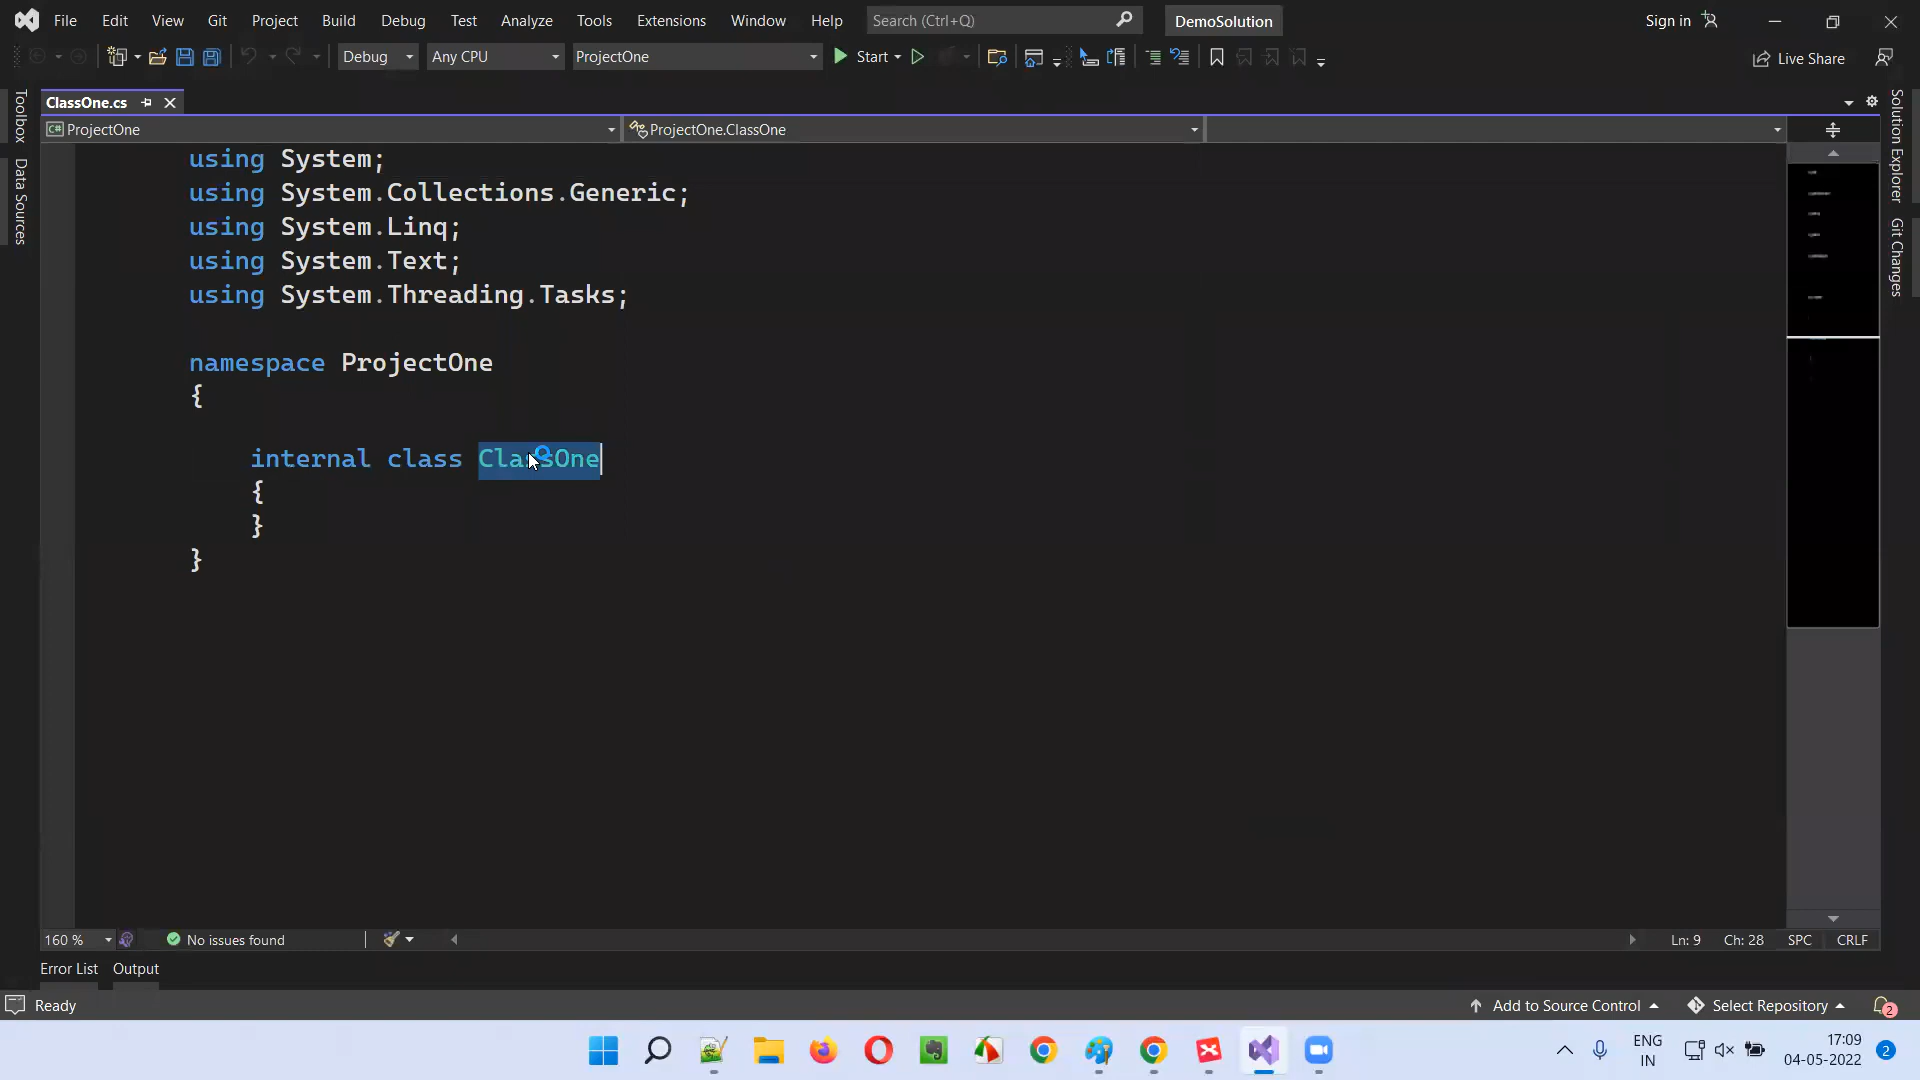 File Edit View Git Project Build Debug Test Analyze Tools Extensions Window Help Search (Ctrl+Q) DemoSolution Sign in
Debug Any CPU ProjectOne Start Live Share
ClassOne.cs
C# ProjectOne ProjectOne.ClassOne
Toolbox
Data Sources
Solution Explorer
Git Changes
using System;
using System.Collections.Generic;
using System.Linq;
using System.Text;
using System.Threading.Tasks;
namespace ProjectOne
{
internal class ClassOne
{
}
}
160 % No issues found Ln: 9 Ch: 28 SPC CRLF
Error List Output
Ready Add to Source Control Select Repository 2
ENG 17:09
IN 04-05-2022 2